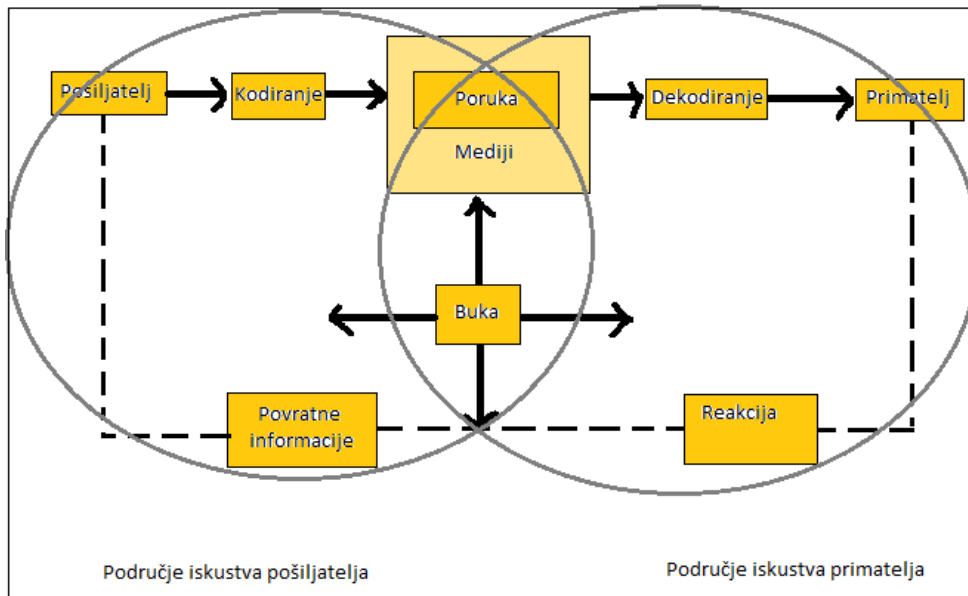 Pošiljatelj
Kodiranje
Poruka
Mediji
Dekodiranje
Primatelj
Buka
Povratne
informacije
Reakcija
Područje iskustva pošiljatelja
Područje iskustva primatelja